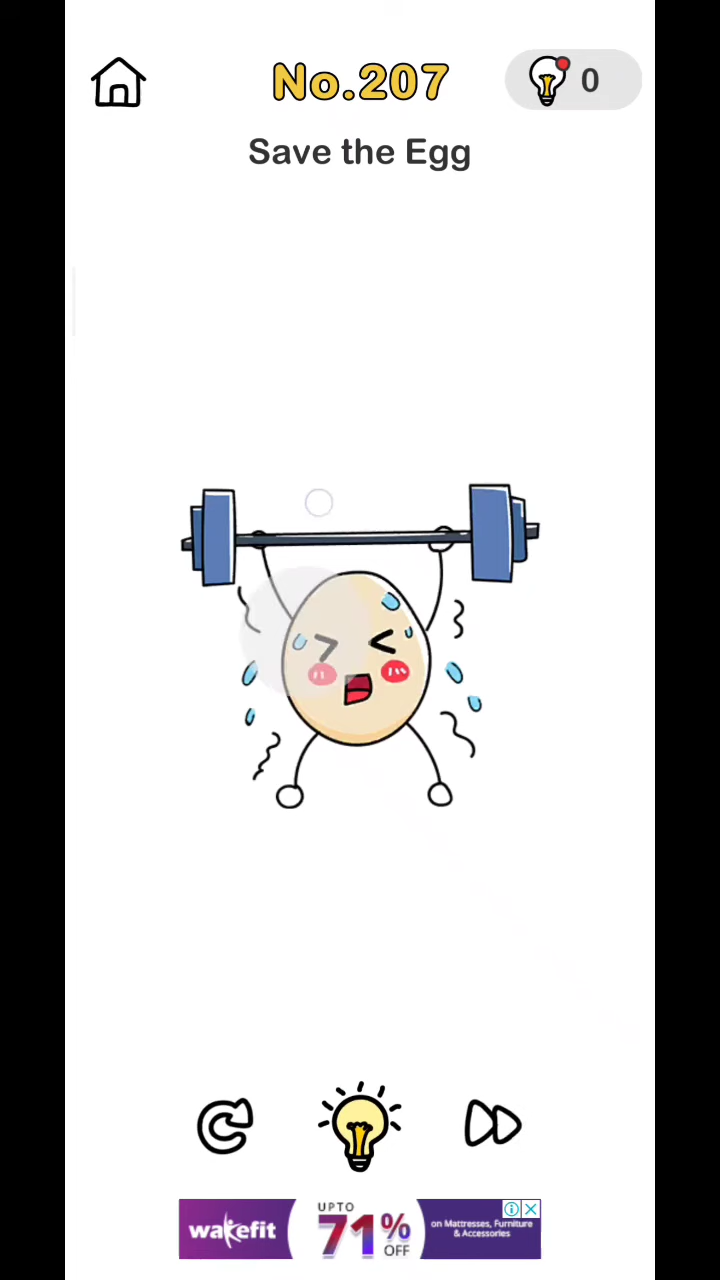 No.207
0
Save the Egg
wakefit
UPTO
71%
OFF
on Mattresses, Furniture
& Accessories